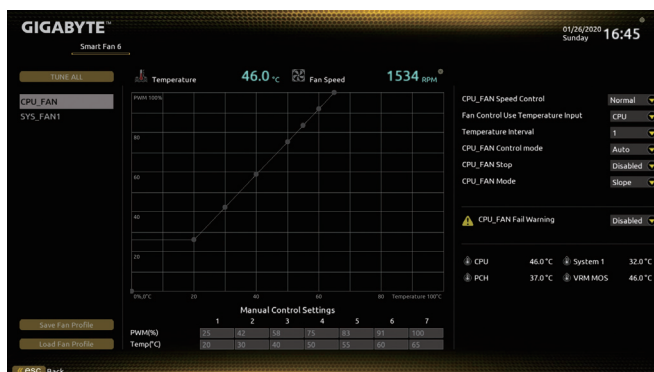 GIGABYTE™
01/26/2020
Sunday
16:45
Smart Fan 6
TUNE ALL
Temperature 46.0 °C Fan Speed 1534 RPM
CPU_FAN
SYS_FAN1
PWM 100%
80
60
40
20
0%,0°C 20 40 60 80 Temperature 100°C
CPU_FAN Speed Control Normal
Fan Control Use Temperature Input CPU
Temperature Interval 1
CPU_FAN Control mode Auto
CPU_FAN Stop Disabled
CPU_FAN Mode Slope
CPU_FAN Fail Warning Disabled
CPU 46.0°C System 1 32.0°C
PCH 37.0°C VRM MOS 46.0°C
Manual Control Settings
1 2 3 4 5 6 7
PWM(%) 25 42 58 75 83 91 100
Temp(°C) 20 30 40 50 55 60 65
Save Fan Profile
Load Fan Profile
esc Back